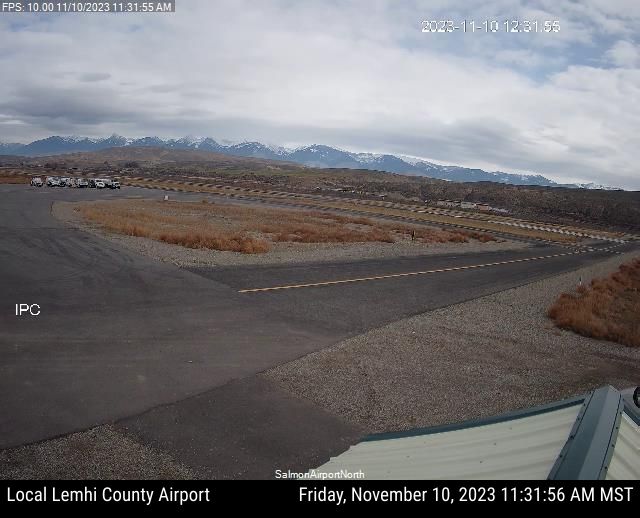 FPS: 10.00 11/10/2023 11:31:55 AM
2023-11-10 12:31:55
IPC
SalmonAirportNorth
Local Lemhi County Airport
Friday, November 10, 2023 11:31:56 AM MST